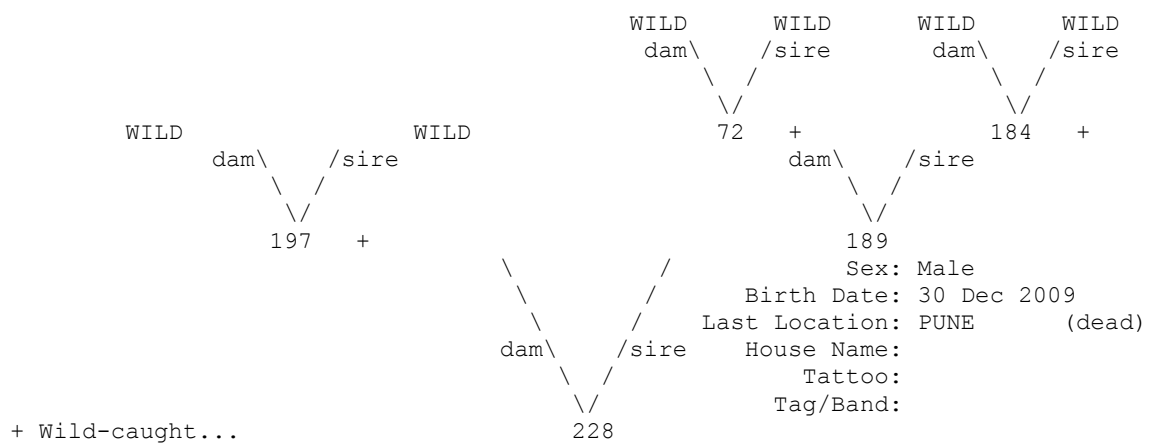 WILD WILD WILD WILD
dam\ /sire dam\ /sire
\ / \ /
\/ \/
WILD WILD 72 + 184 +
dam\ /sire dam\ /sire
\ / \ /
\/ \/
197 + 189
\ / Sex: Male
\ / Birth Date: 30 Dec 2009
\ / Last Location: PUNE (dead)
dam\ /sire House Name:
\ / Tattoo:
\/ Tag/Band:
+ Wild-caught... 228